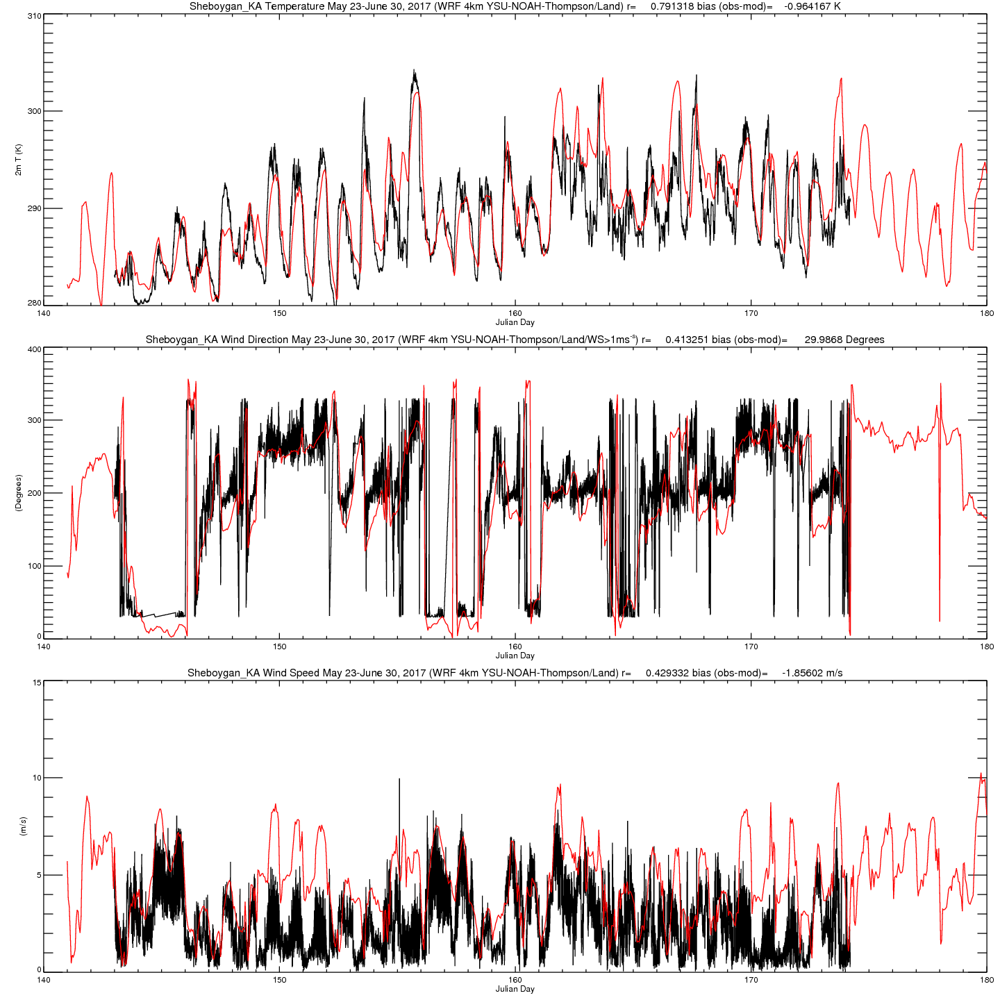 Sheboygan_KA Temperature May 23-June 30, 2017 (WRF 4km YSU-NOAH-Thompson/Land) r= 0.791318 bias (obs-mod)= -0.964167 K
310
300
290
280
2m T (K)
140 150 160 170 180
Julian Day
Sheboygan_KA Wind Direction May 23-June 30, 2017 (WRF 4km YSU-NOAH-Thompson/Land/WS>1ms-s) r= 0.413251 bias (obs-mod)= 29.9868 Degrees
400
300
200
100
0
(Degrees)
140 150 160 170 180
Julian Day
Sheboygan_KA Wind Speed May 23-June 30, 2017 (WRF 4km YSU-NOAH-Thompson/Land) r= 0.429332 bias (obs-mod)= -1.85602 m/s
15
10
5
0
(m/s)
140 150 160 170 180
Julian Day